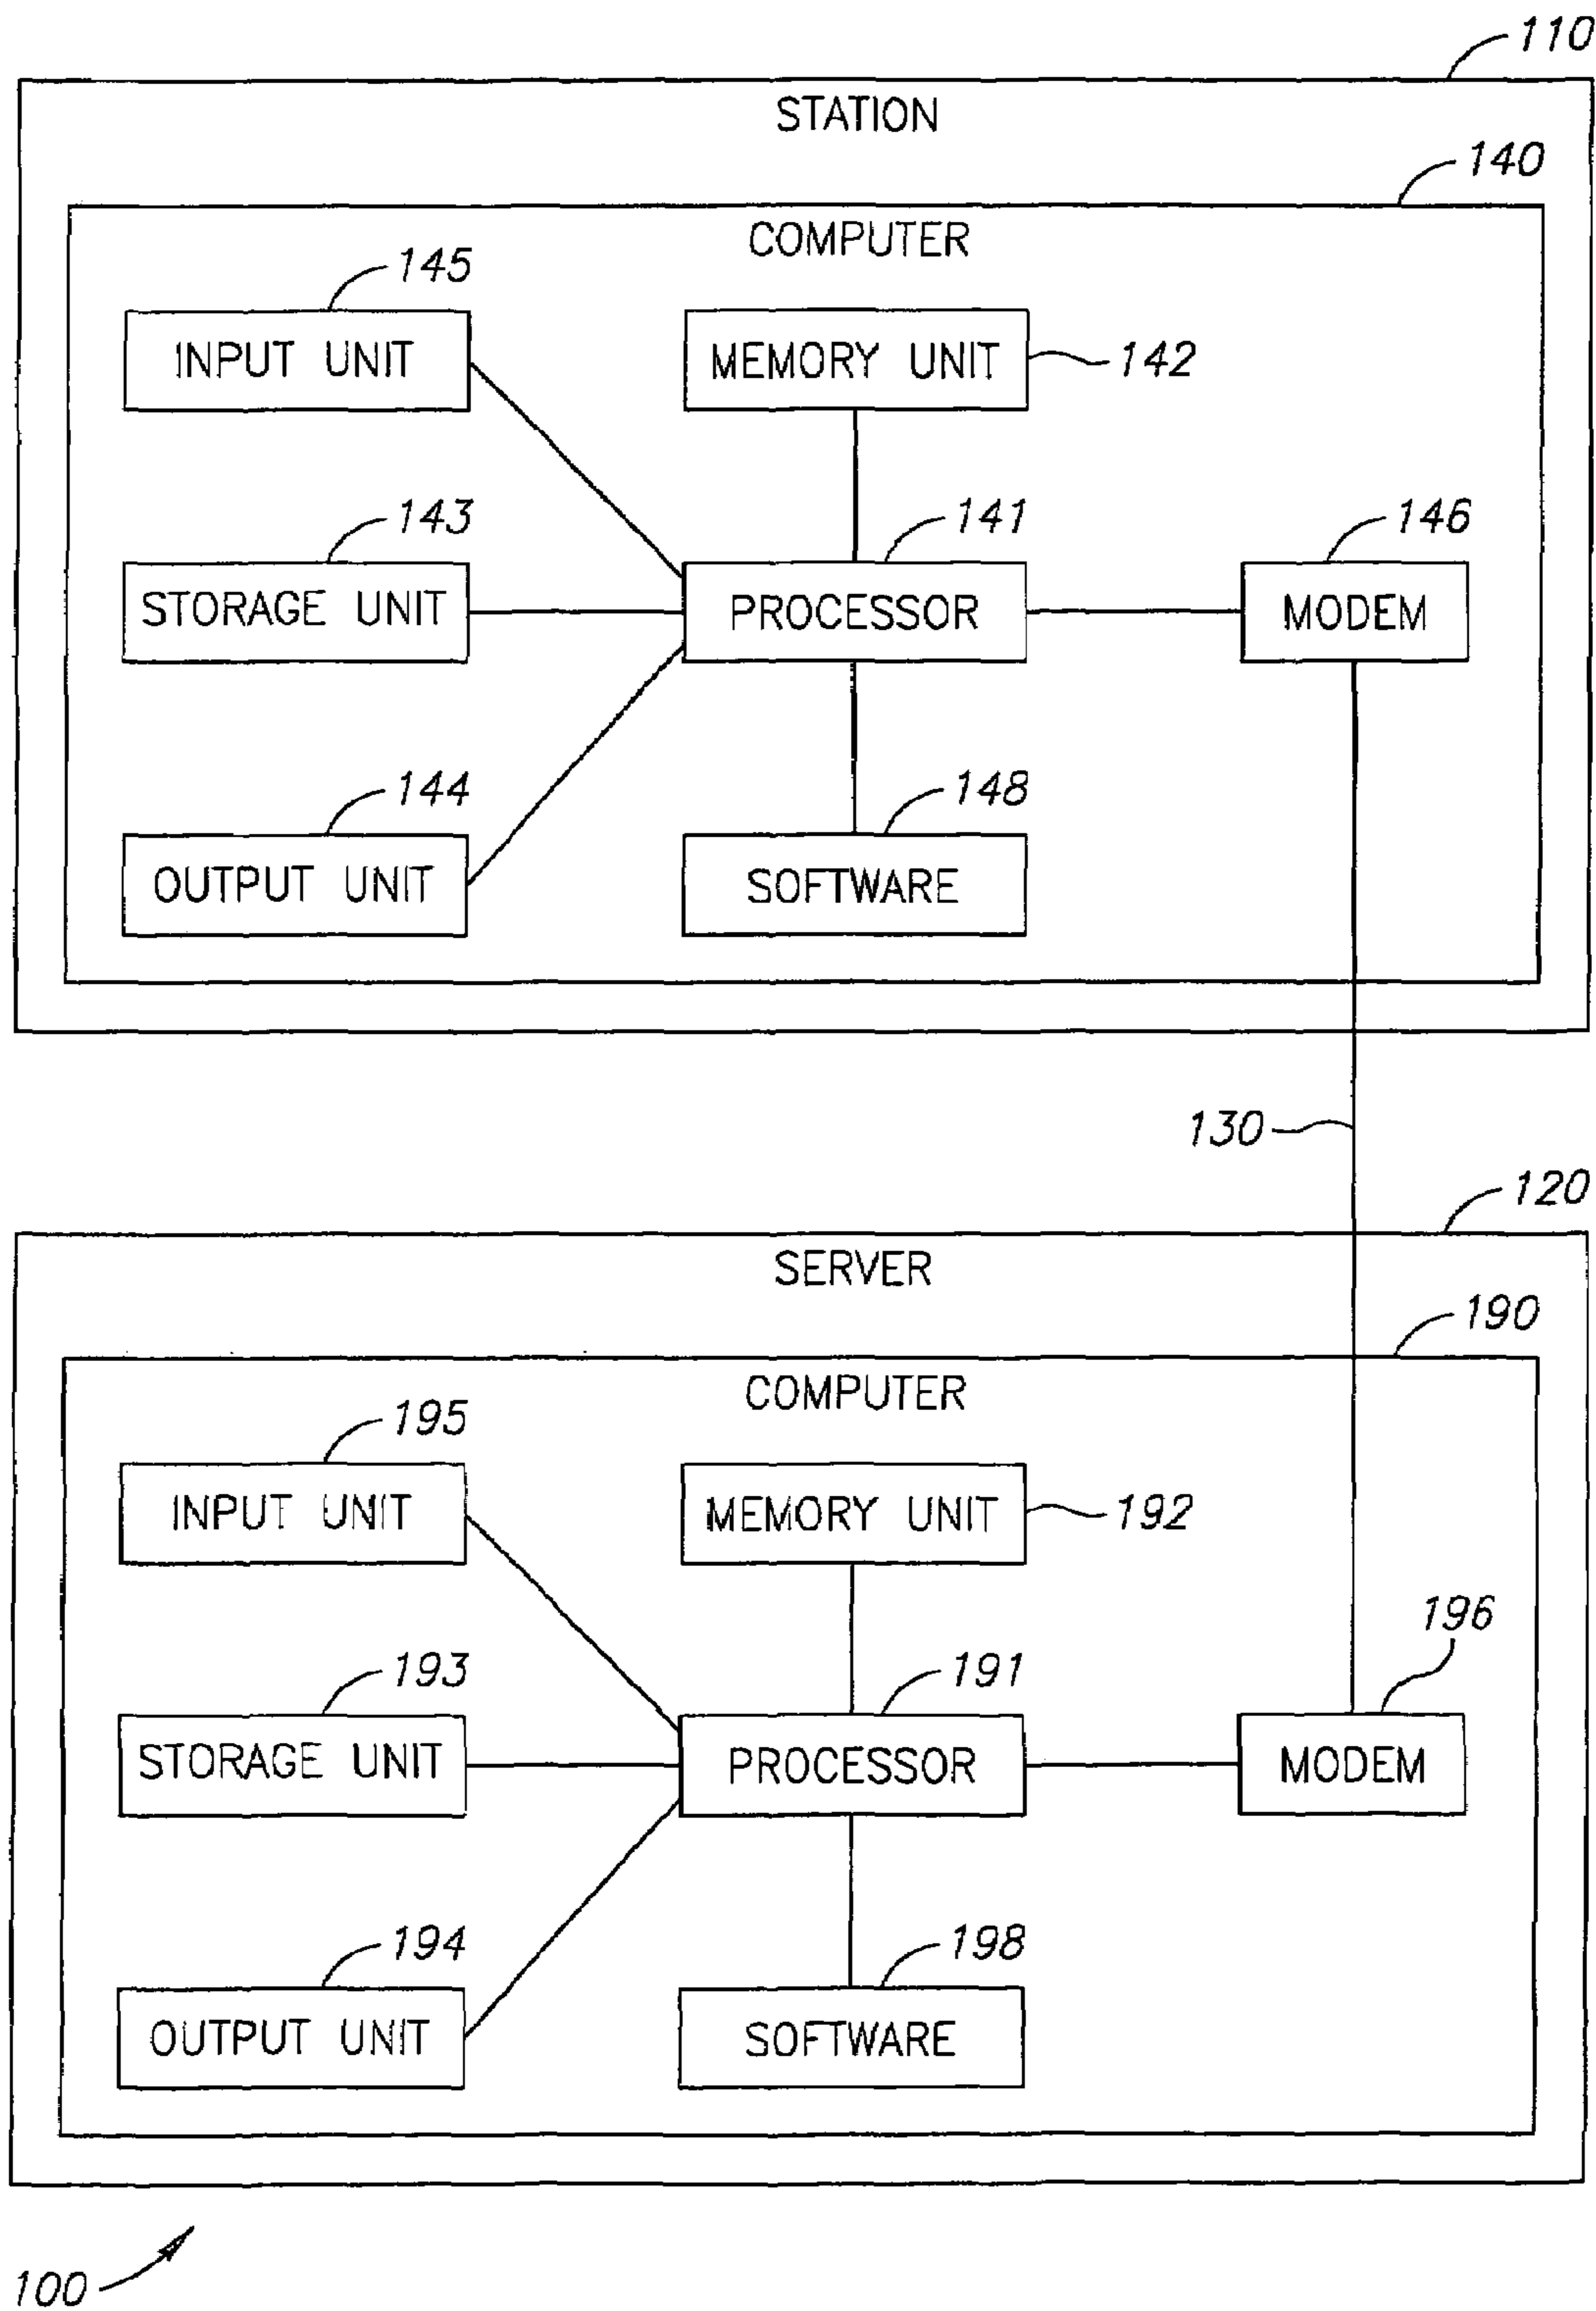 110
STATION
140
COMPUTER
145
INPUT UNIT
MEMORY UNIT
142
143
141
146
STORAGE UNIT
PROCESSOR
MODEM
144
148
OUTPUT UNIT
SOFTWARE
130
120
SERVER
190
COMPUTER
195
INPUT UNIT
MEMORY UNIT
192
196
193
191
STORAGE UNIT
PROCESSOR
MODEM
194
198
OUTPUT UNIT
SOFTWARE
100